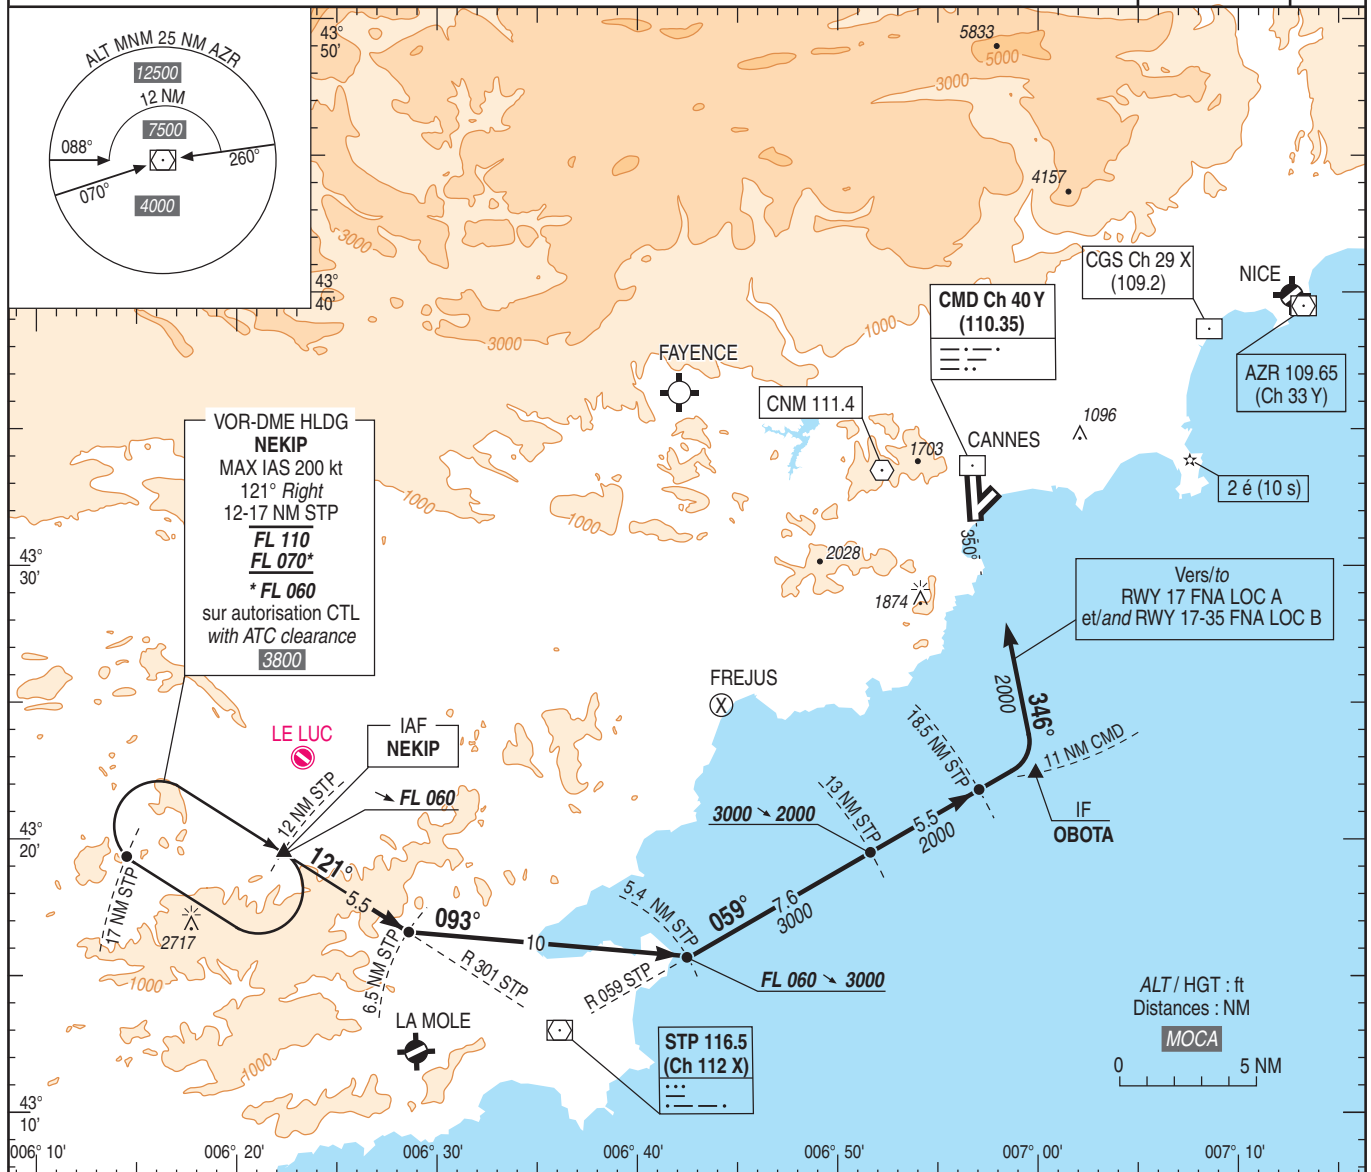 ALT MNM 25 NM AZR
12500
12 NM
7500
088°
260°
070°
4000
43°
50'
5833
5000
3000
4157
3000
43°
40'
CGS Ch 29 X
(109.2)
NICE
CMD Ch 40 Y
(110.35)
1000
3000
FAYENCE
AZR 109.65
(Ch 33 Y)
CNM 111.4
1096
CANNES
1703
2 é (10 s)
VOR-DME HLDG
NEKIP
MAX IAS 200 kt
121° Right
12-17 NM STP
FL 110
FL 070*
* FL 060
sur autorisation CTL
with ATC clearance
3800
1000
1000
350°
43°
30'
2028
1874
Vers/to
RWY 17 FNA LOC A
et/and RWY 17-35 FNA LOC B
FREJUS
2000
346°
LE LUC
IAF
NEKIP
18.5 NM STP
11 NM CMD
12 NM STP
FL 060
13 NM STP
3000 ↘ 2000
IF
OBOTA
43°
20'
5.5
2000
121°
5.5
17 NM STP
5.4 NM STP
059°
7.6
3000
093°
10
2717
R 301 STP
R 059 STP
FL 060 ↘ 3000
1000
6.5 NM STP
ALT / HGT : ft
Distances : NM
MOCA
LA MOLE
STP 116.5
(Ch 112 X)
1000
0
5 NM
43°
10'
006° 10'
006° 20'
006° 30'
006° 40'
006° 50'
007° 00'
007° 10'